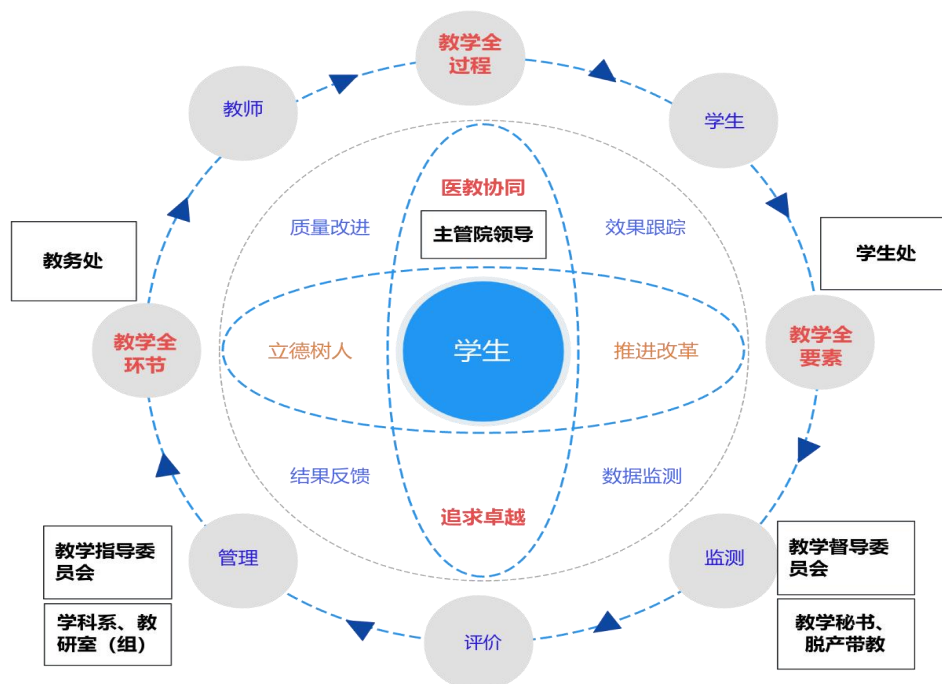 教学全
过程
教师
学生
医教协同
质量改进
主管院领导
效果跟踪
教务处
学生处
教学全
环节
立德树人
学生
推进改革
教学全
要素
结果反馈
数据监测
追求卓越
教学指导委
员会
管理
监测
教学督导委
员会
学科系、教
研室（组）
评价
教学秘书、
脱产带教